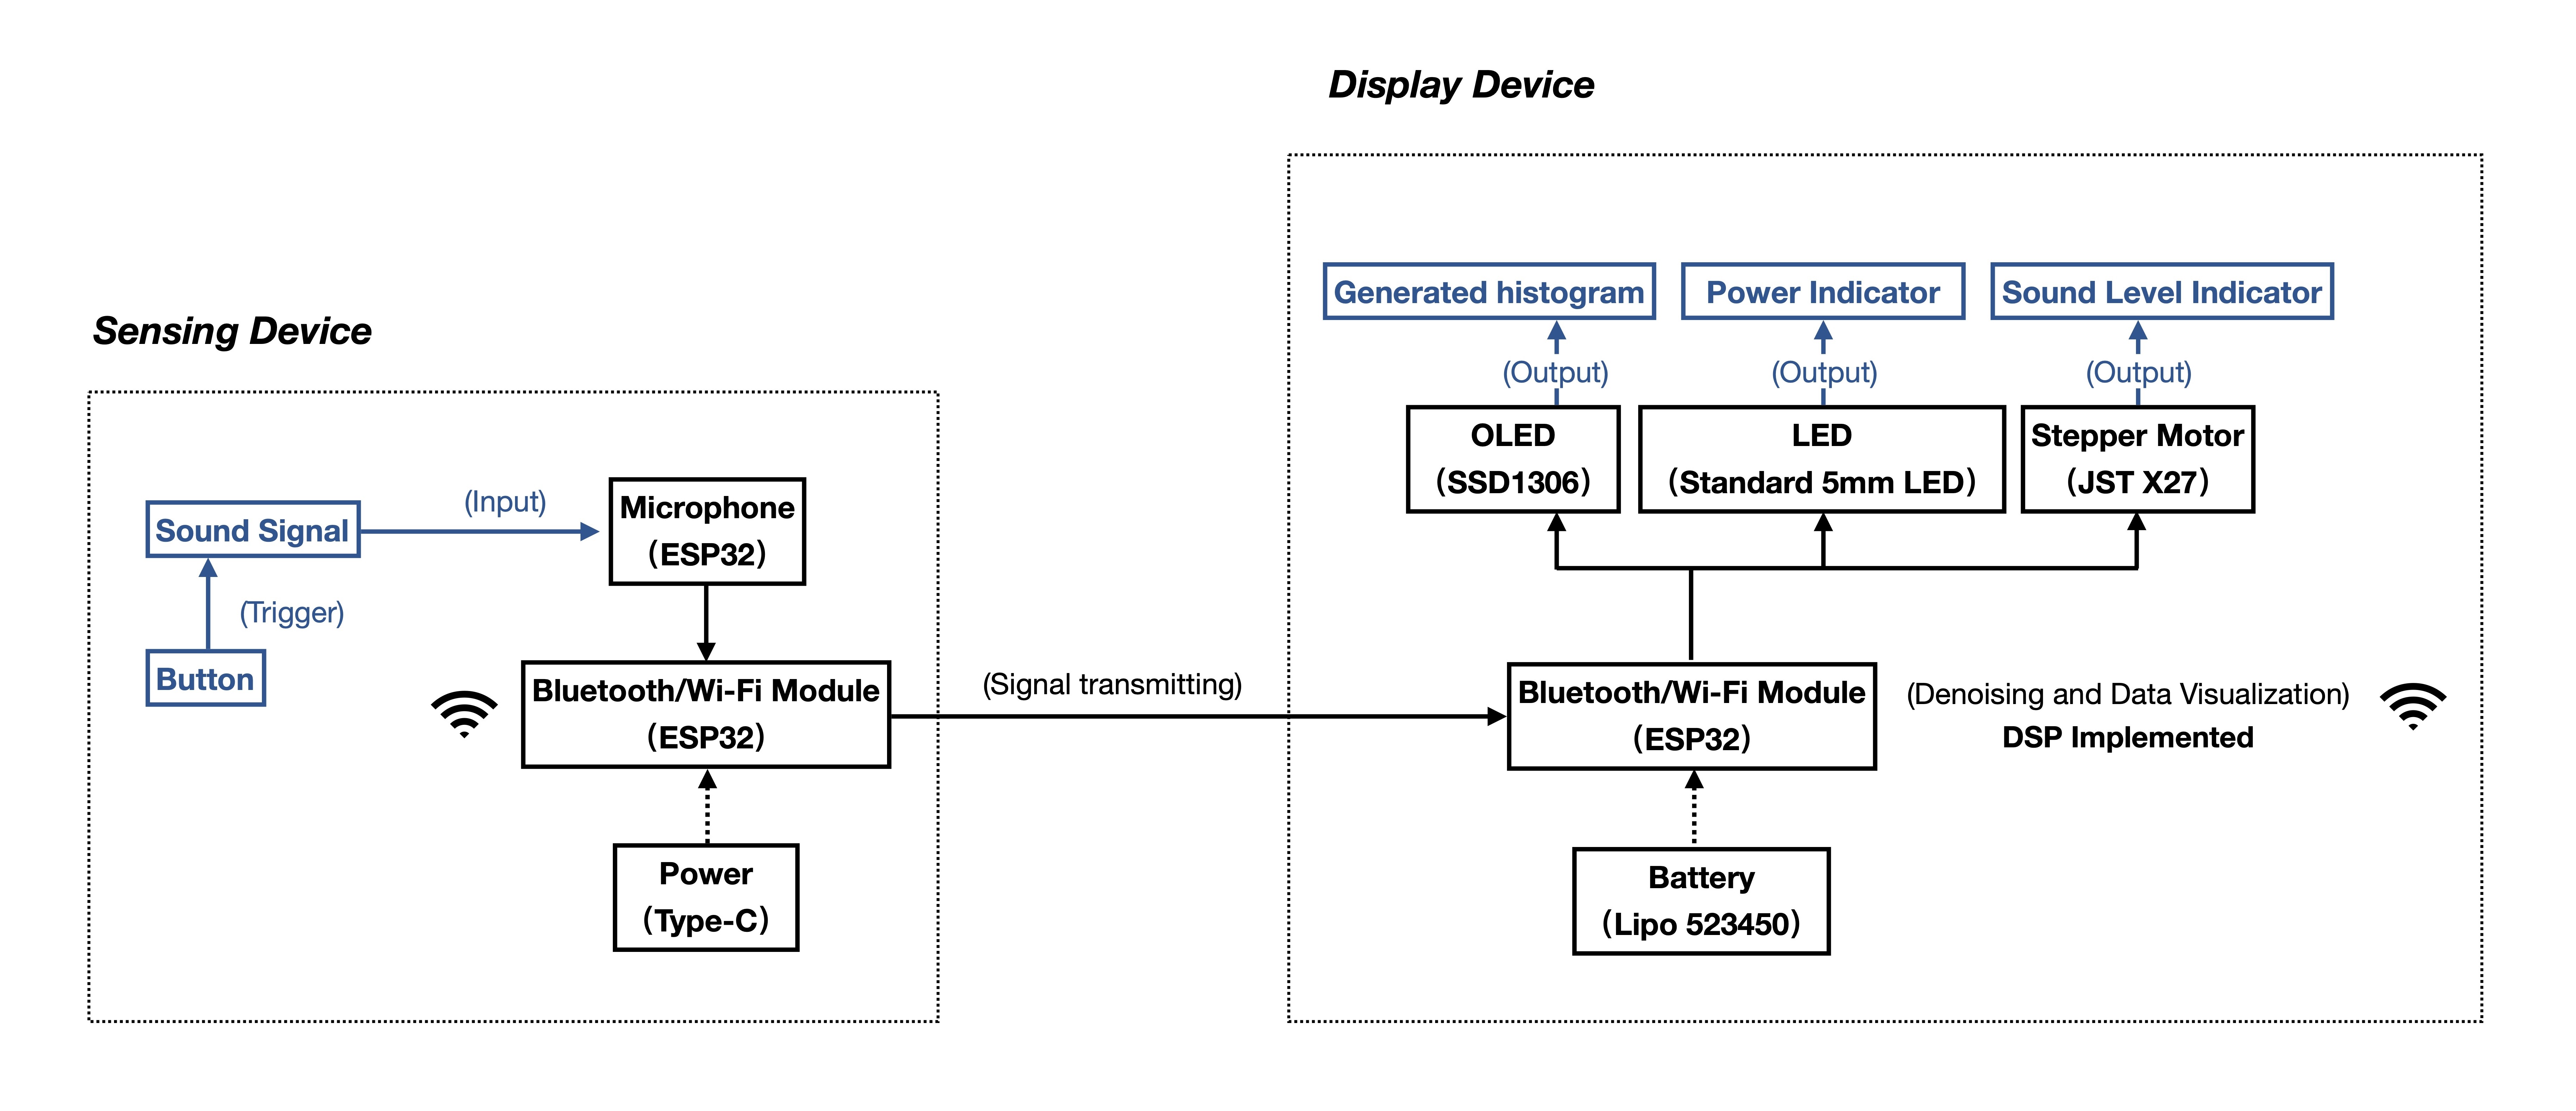 Display Device
Generated histogram
Power Indicator
Sound Level Indicator
(Output)
(Output)
(Output)
OLED
(SSD1306)
LED
(Standard 5mm LED)
Stepper Motor
(JST X27)
Bluetooth/Wi-Fi Module
(ESP32)
(Denoising and Data Visualization)
DSP Implemented
Battery
(Lipo 523450)
Sensing Device
Sound Signal
(Input)
Microphone
(ESP32)
(Trigger)
Button
Bluetooth/Wi-Fi Module
(ESP32)
(Signal transmitting)
Power
(Type-C)